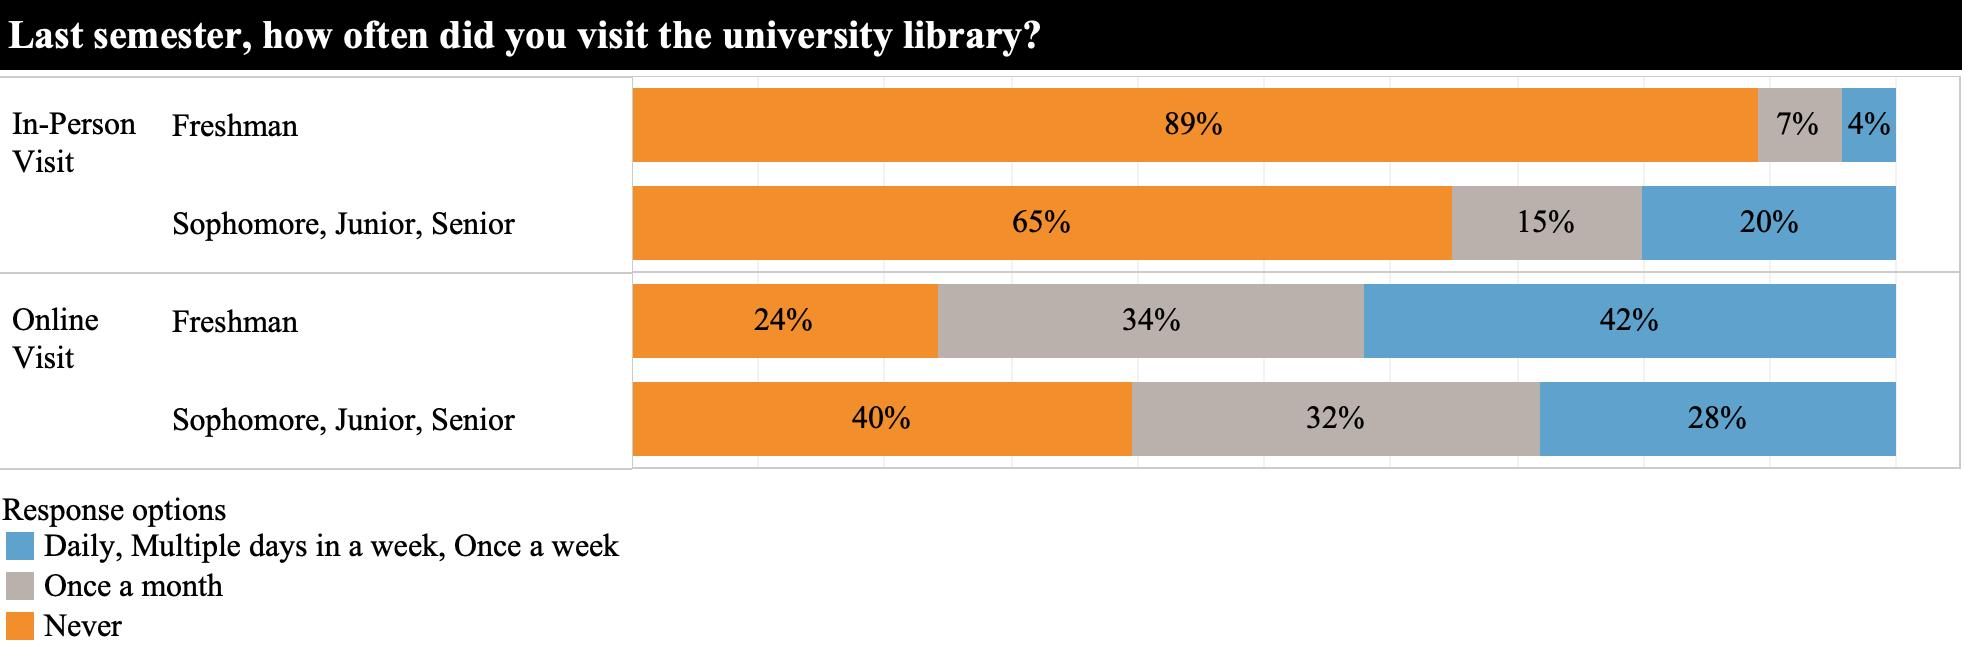 Last semester, how often did you visit the university library?
In-Person
Visit
Freshman
89%
7%
4%
Sophomore, Junior, Senior
65%
15%
20%
Online
Visit
Freshman
24%
34%
42%
Sophomore, Junior, Senior
40%
32%
28%
Response options
Daily, Multiple days in a week, Once a week
Once a month
Never